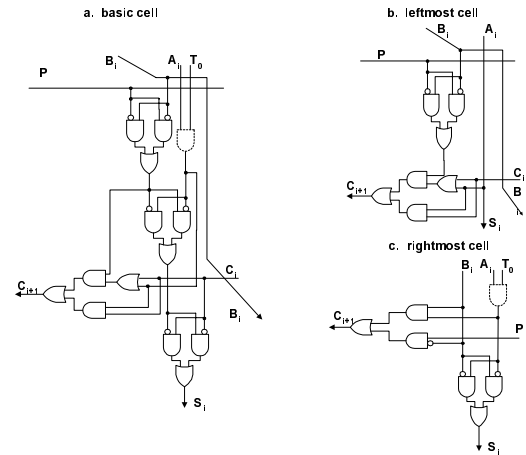 a. basic cell
B i
A i
T 0
P
C i
C i+1
B i
S i
b. leftmost cell
B i
A i
P
C i
C i+1
B i
S i
c. rightmost cell
B i
A i
T 0
C i+1
P
S i